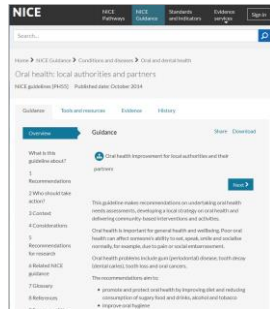 NICE
NICE Pathways
NICE Guidance
Standards and indicators
Evidence services
Sign in
Search...
Home > NICE Guidance > Conditions and diseases > Oral and dental health
Oral health: local authorities and partners
NICE guidelines [PH55] Published date: October 2014
Guidance Tools and resources Evidence History
Overview
What is this guideline about?
1 Recommendations
2 Who should take action?
3 Context
4 Considerations
5 Recommendations for research
6 Related NICE guidance
7 Glossary
8 References
Guidance
Share Download
Oral health improvement for local authorities and their
partners
Next >
This guideline makes recommendations on undertaking oral health
needs assessments, developing a local strategy on oral health and
delivering community-based interventions and activities.
Oral health is important for general health and wellbeing. Poor oral
health can affect someone's ability to eat, speak, smile and socialise
normally, for example, due to pain or social embarrassment.
Oral health problems include gum (periodontal) disease, tooth decay
(dental caries), tooth loss and oral cancers.
The recommendations aim to:
promote and protect oral health by improving diet and reducing
consumption of sugary food and drinks, alcohol and tobacco
improve oral hygiene